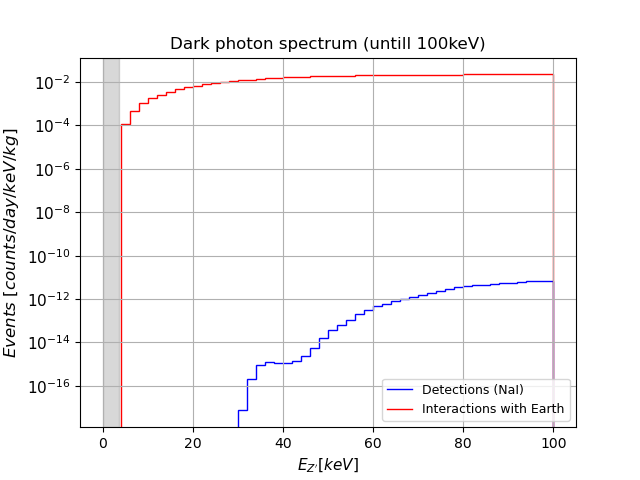 Dark photon spectrum (untill 100keV)
Events [counts/day/keV/kg]
10⁻²
10⁻⁴
10⁻⁶
10⁻⁸
10⁻¹⁰
10⁻¹²
10⁻¹⁴
10⁻¹⁶
Detections (NaI)
Interactions with Earth
0 20 40 60 80 100
E_Z' [keV]